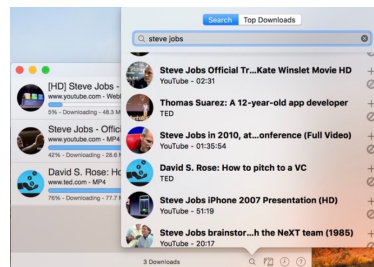 Search
Top Downloads
steve jobs
Steve Jobs Official Tr...Kate Winslet Movie HD
YouTube - 02:31
Thomas Suarez: A 12-year-old app developer
TED
Steve Jobs in 2010, at...onference (Full Video)
YouTube - 01:35:54
David S. Rose: How to pitch to a VC
TED
Steve Jobs iPhone 2007 Presentation (HD)
YouTube - 51:19
Steve Jobs brainstor...h the NeXT team (1985)
YouTube - 20:17
[HD] Steve Jobs -
www.youtube.com - Web
5% - Downloading - 48.3 M
Steve Jobs - Offic
www.youtube.com - MP4
42% - Downloading - 28.6 M
David S. Rose: Ho
www.ted.com - MP4
76% - Downloading - 77.7
3 Downloads